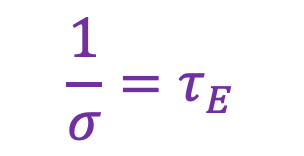 1/σ = τ_E